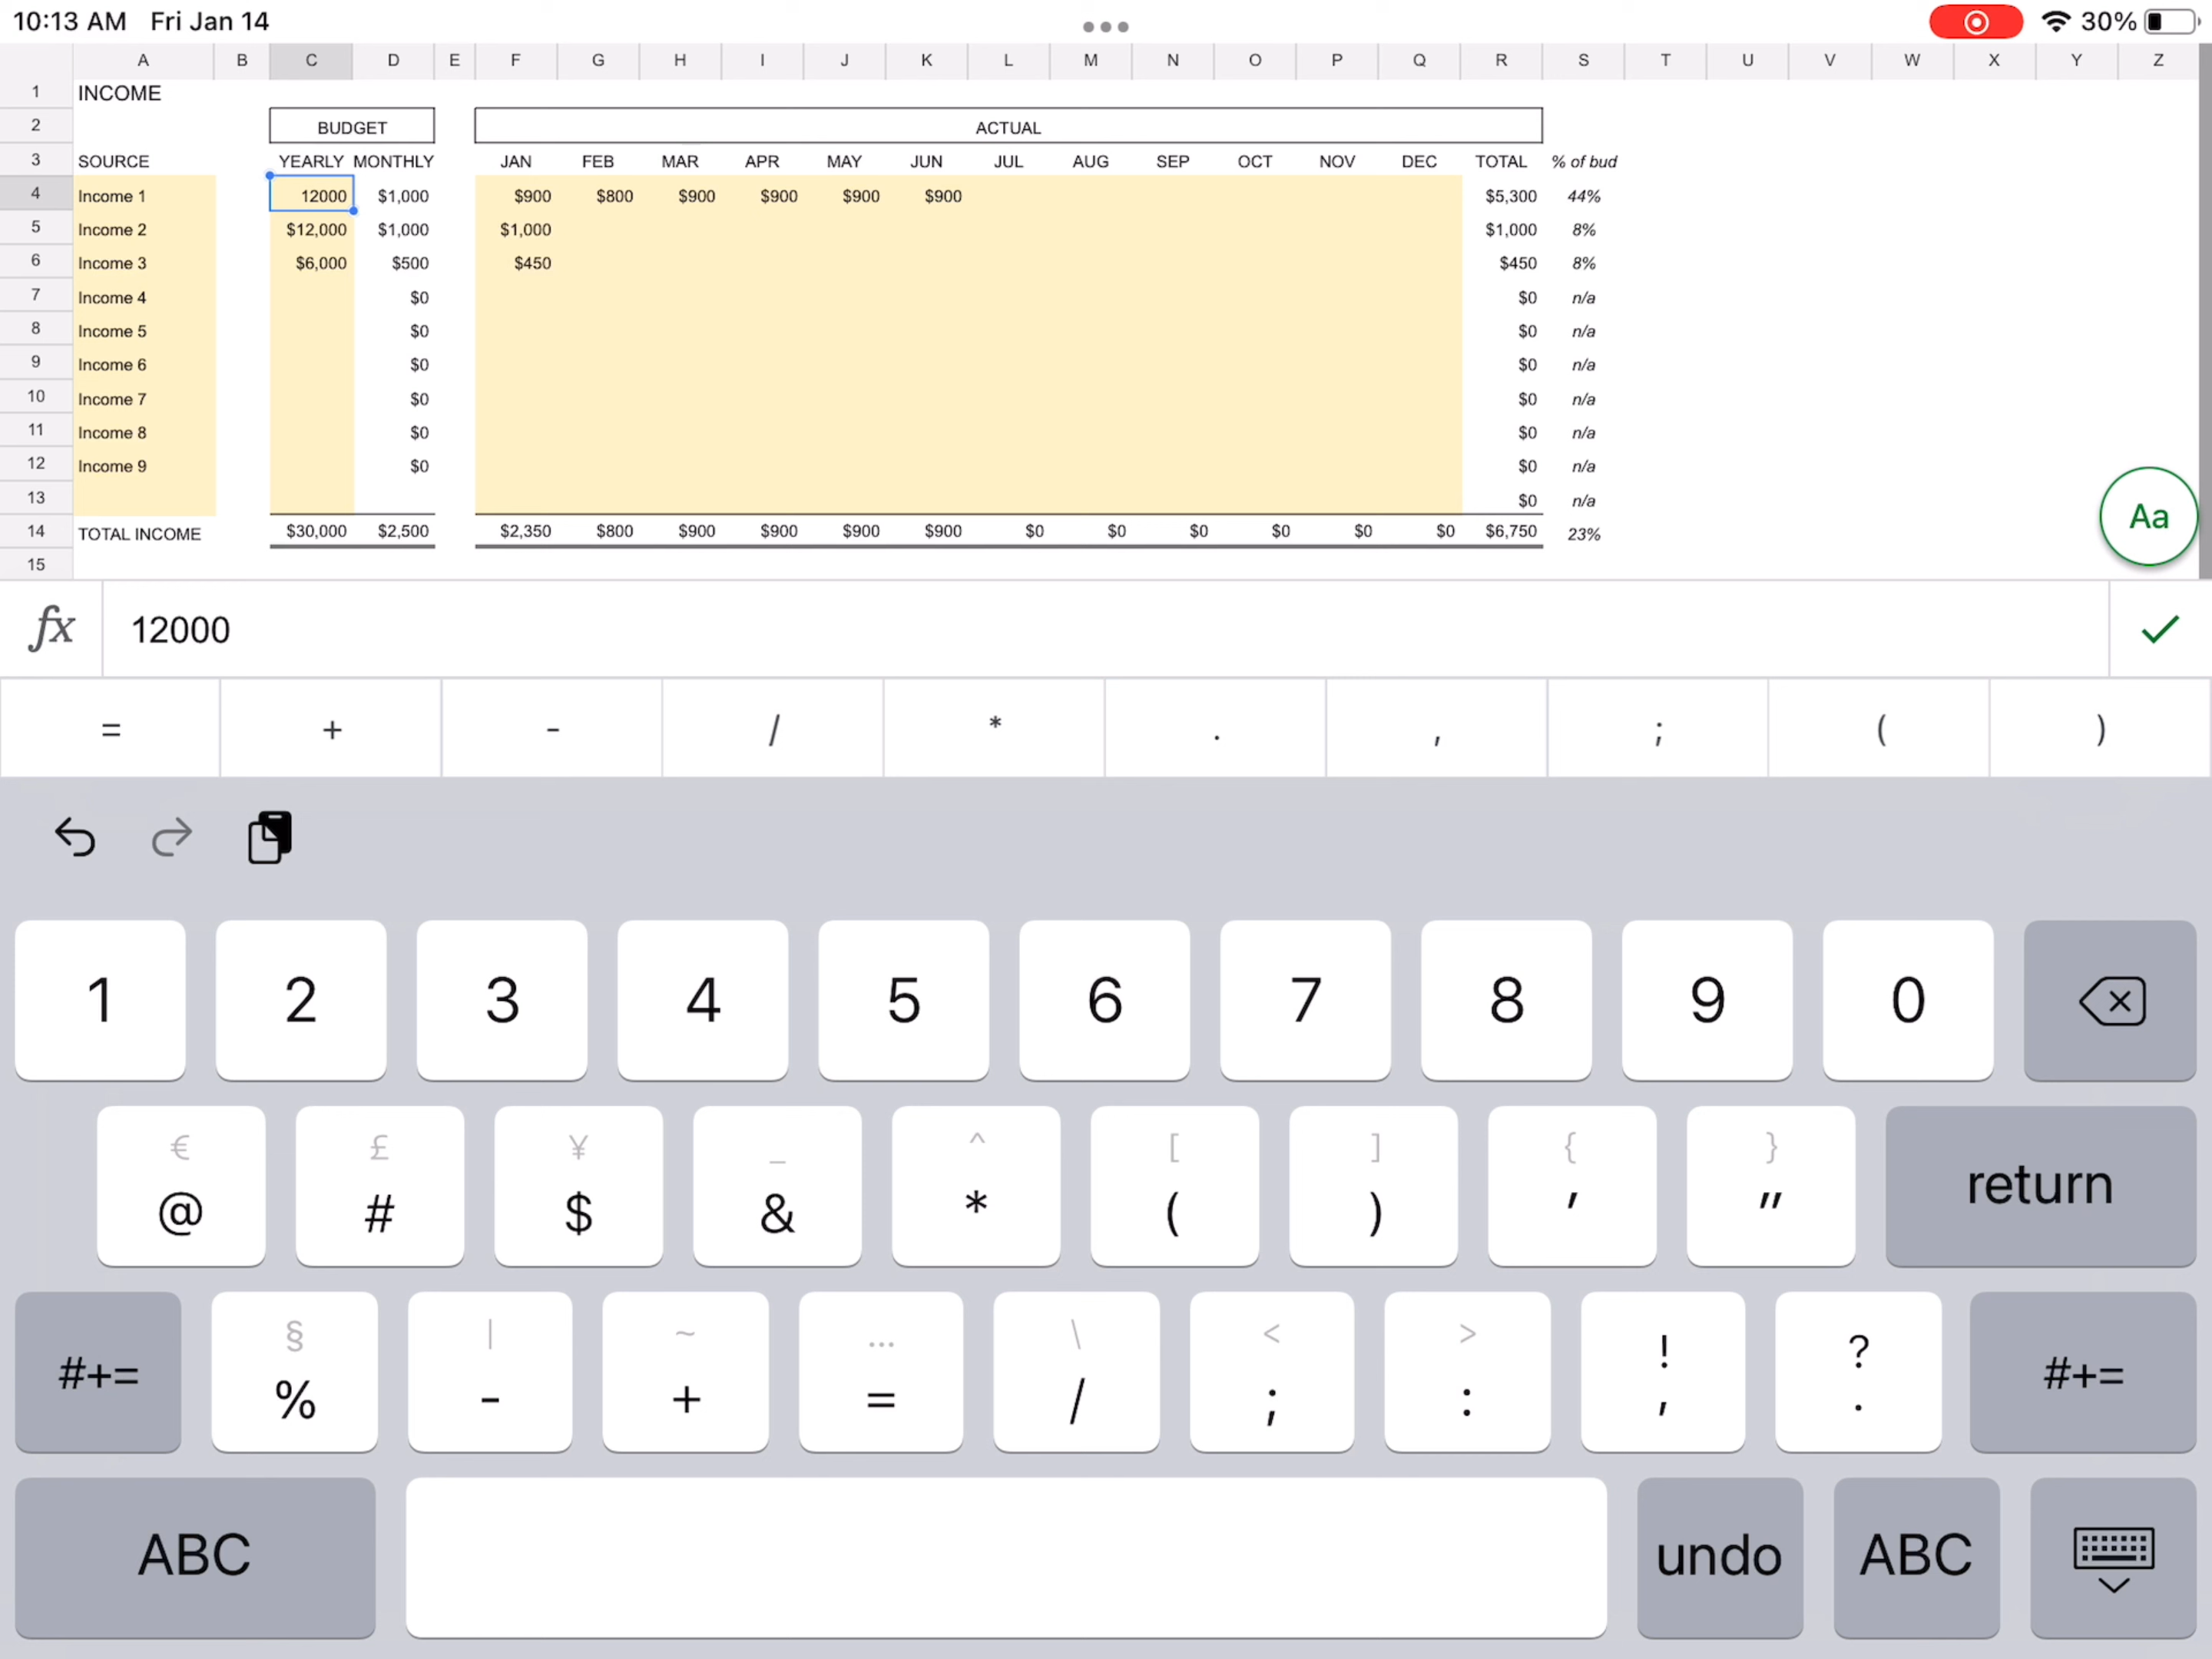 10:13 AM Fri Jan 14 30%
A B C D E F G H I J K L M N O P Q R S T U V W X Y Z
1 INCOME
2 BUDGET ACTUAL
3 SOURCE YEARLY MONTHLY JAN FEB MAR APR MAY JUN JUL AUG SEP OCT NOV DEC TOTAL % of bud
4 Income 1 12000 $1,000 $900 $800 $900 $900 $900 $900 $5,300 44%
5 Income 2 $12,000 $1,000 $1,000 $1,000 8%
6 Income 3 $6,000 $500 $450 $450 8%
7 Income 4 $0 $0 n/a
8 Income 5 $0 $0 n/a
9 Income 6 $0 $0 n/a
10 Income 7 $0 $0 n/a
11 Income 8 $0 $0 n/a
12 Income 9 $0 $0 n/a
13 $0 n/a
14 TOTAL INCOME $30,000 $2,500 $2,350 $800 $900 $900 $900 $900 $0 $0 $0 $0 $0 $0 $6,750 23%
15
Aa
fx 12000
= + - / * . , ; ( )
1 2 3 4 5 6 7 8 9 0
€ £ ¥ _ ^ [ ] { }
@ # $ & * ( ) ' " return
§ | ~ … \ < > ! ?
#+= % - + = / ; : , . #+=
ABC undo ABC